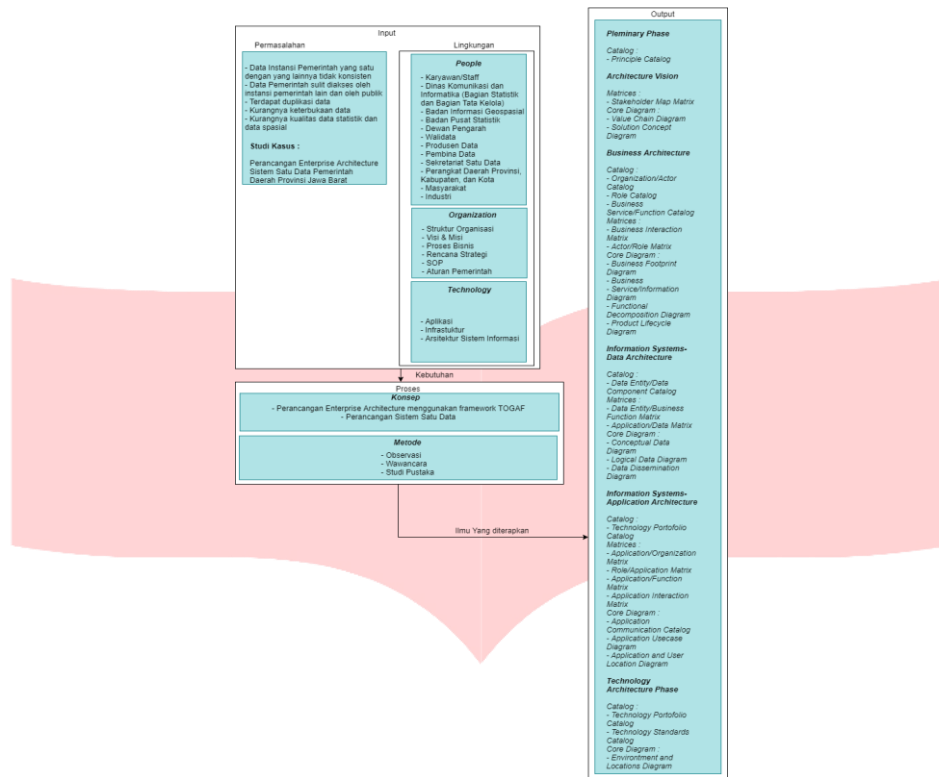 Input
Permasalahan
- Data Instansi Pemerintah yang satu
dengan yang lainnya tidak konsisten
- Data Pemerintah sulit diakses oleh
instansi pemerintah lain dan oleh publik
- Terdapat duplikasi data
- Kurangnya keterbukaan data
- Kurangnya kualitas data statistik dan
data spasial
Studi Kasus :
Perancangan Enterprise Architecture
Sistem Satu Data Pemerintah
Daerah Provinsi Jawa Barat
Lingkungan
People
- Karyawan/Staff
- Dinas Komunikasi dan
Informatika (Bagian Statistik
dan Bagian Tata Kelola)
- Badan Informasi Geospasial
- Badan Pusat Statistik
- Dewan Pengarah
- Walidata
- Produsen Data
- Pembina Data
- Sekretariat Satu Data
- Perangkat Daerah Provinsi,
Kabupaten, dan Kota
- Masyarakat
- Industri
Organization
- Struktur Organisasi
- Visi & Misi
- Proses Bisnis
- Rencana Strategi
- SOP
- Aturan Pemerintah
Technology
- Aplikasi
- Infrastuktur
- Arsitektur Sistem Informasi
Kebutuhan
Proses
Konsep
- Perancangan Enterprise Architecture menggunakan framework TOGAF
- Perancangan Sistem Satu Data
Metode
- Observasi
- Wawancara
- Studi Pustaka
Ilmu Yang diterapkan
Output
Pleminary Phase
Catalog :
- Principle Catalog
Architecture Vision
Matrices :
- Stakeholder Map Matrix
Core Diagram :
- Value Chain Diagram
- Solution Concept
Diagram
Business Architecture
Catalog :
- Organization/Actor
Catalog
- Role Catalog
- Business
Service/Function Catalog
Matrices :
- Business Interaction
Matrix
- Actor/Role Matrix
Core Diagram :
- Business Footprint
Diagram
- Business
Service/Information
Diagram
- Functional
Decomposition Diagram
- Product Lifecycle
Diagram
Information Systems-
Data Architecture
Catalog :
- Data Entity/Data
Component Catalog
Matrices :
- Data Entity/Business
Function Matrix
- Application/Data Matrix
Core Diagram :
- Conceptual Data
Diagram
- Logical Data Diagram
- Data Dissemination
Diagram
Information Systems-
Application Architecture
Catalog :
- Technology Portofolio
Catalog
Matrices :
- Application/Organization
Matrix
- Role/Application Matrix
- Application/Function
Matrix
- Application Interaction
Matrix
Core Diagram :
- Application
Communication Catalog
- Application Usecase
Diagram
- Application and User
Location Diagram
Technology
Architecture Phase
Catalog :
- Technology Portofolio
Catalog
- Technology Standards
Catalog
Core Diagram :
- Environtment and
Locations Diagram